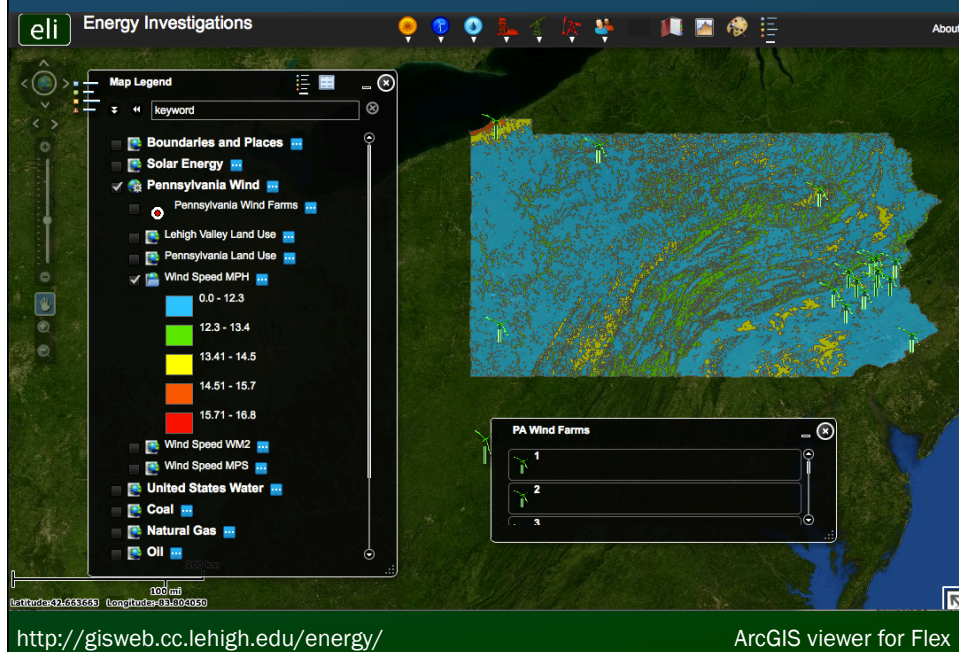 eli Energy Investigations About
Map Legend
keyword
Boundaries and Places
Solar Energy
Pennsylvania Wind
Pennsylvania Wind Farms
Lehigh Valley Land Use
Pennsylvania Land Use
Wind Speed MPH
0.0 - 12.3
12.3 - 13.4
13.41 - 14.5
14.51 - 15.7
15.71 - 16.8
Wind Speed WM2
Wind Speed MPS
United States Water
Coal
Natural Gas
Oil
PA Wind Farms
1
2
3
200 km
100 mi
Latitude:42.663663 Longitude:-83.804050
http://gisweb.cc.lehigh.edu/energy/ ArcGIS viewer for Flex